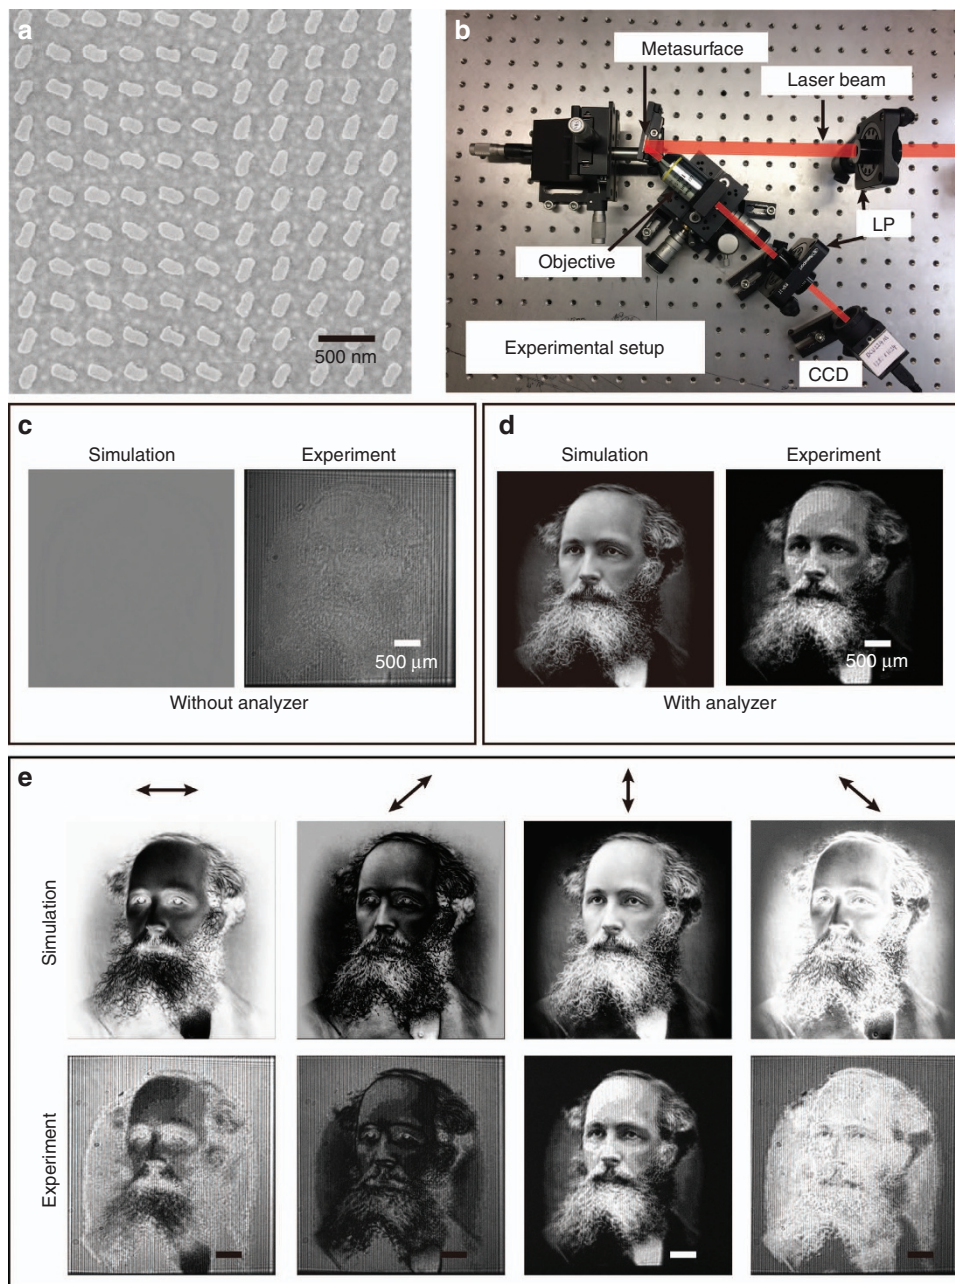 a
500 nm
b
Metasurface
Laser beam
LP
Objective
Experimental setup
CCD
c
Simulation
Experiment
500 μm
Without analyzer
d
Simulation
Experiment
500 μm
With analyzer
e
Simulation
Experiment